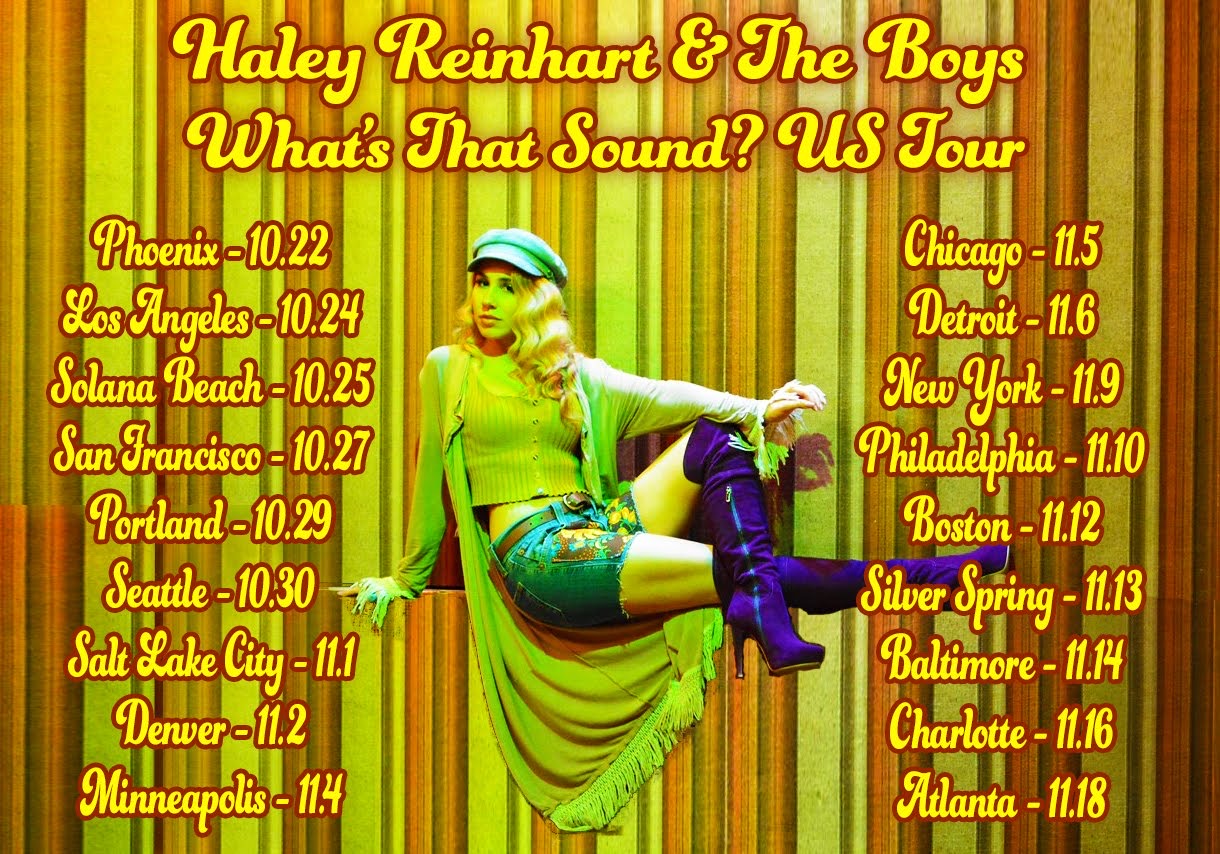 Haley Reinhart & The Boys
What's That Sound? US Tour
Phoenix - 10.22
Los Angeles - 10.24
Solana Beach - 10.25
San Francisco - 10.27
Portland - 10.29
Seattle - 10.30
Salt Lake City - 11.1
Denver - 11.2
Minneapolis - 11.4
Chicago - 11.5
Detroit - 11.6
New York - 11.9
Philadelphia - 11.10
Boston - 11.12
Silver Spring - 11.13
Baltimore - 11.14
Charlotte - 11.16
Atlanta - 11.18